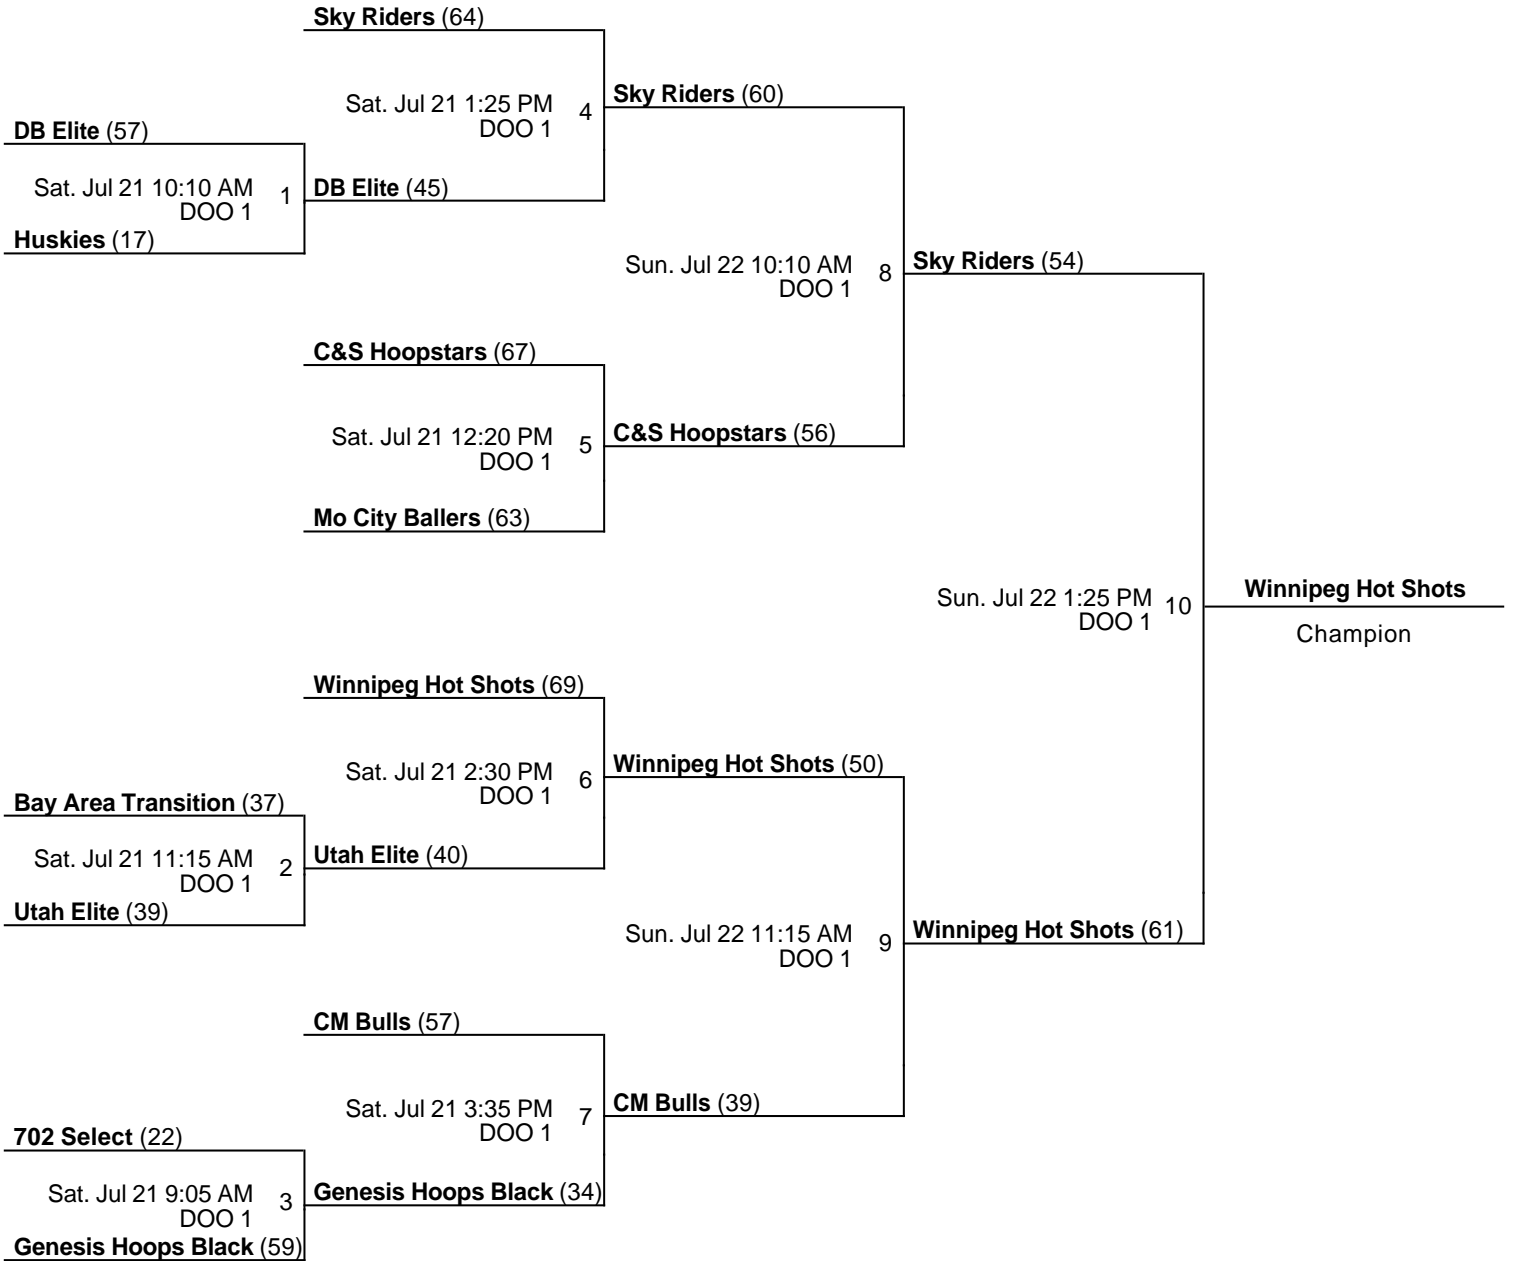 Sky Riders (64)
Sat. Jul 21 1:25 PM
DOO 1
4
Sky Riders (60)
DB Elite (57)
Sat. Jul 21 10:10 AM
DOO 1
1
DB Elite (45)
Huskies (17)
Sun. Jul 22 10:10 AM
DOO 1
8
Sky Riders (54)
C&S Hoopstars (67)
Sat. Jul 21 12:20 PM
DOO 1
5
C&S Hoopstars (56)
Mo City Ballers (63)
Sun. Jul 22 1:25 PM
DOO 1
10
Winnipeg Hot Shots
Champion
Winnipeg Hot Shots (69)
Sat. Jul 21 2:30 PM
DOO 1
6
Winnipeg Hot Shots (50)
Bay Area Transition (37)
Sat. Jul 21 11:15 AM
DOO 1
2
Utah Elite (40)
Utah Elite (39)
Sun. Jul 22 11:15 AM
DOO 1
9
Winnipeg Hot Shots (61)
CM Bulls (57)
Sat. Jul 21 3:35 PM
DOO 1
7
CM Bulls (39)
702 Select (22)
Sat. Jul 21 9:05 AM
DOO 1
3
Genesis Hoops Black (34)
Genesis Hoops Black (59)